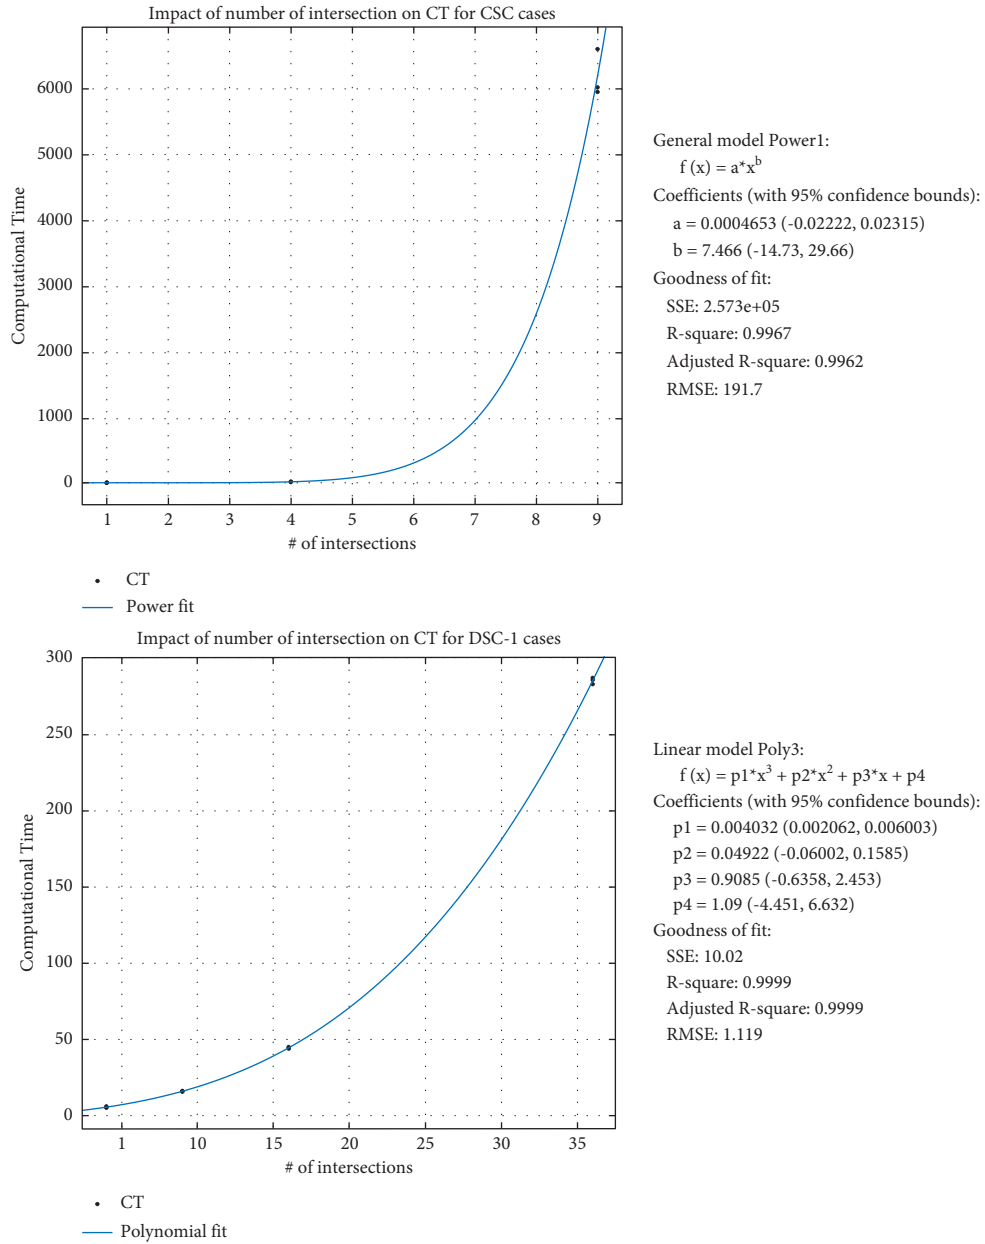 Impact of number of intersection on CT for CSC cases
6000
5000
4000
3000
2000
1000
0
Computational Time
1 2 3 4 5 6 7 8 9
# of intersections
CT
Power fit
General model Power1:
f (x) = a*x^b
Coefficients (with 95% confidence bounds):
a = 0.0004653 (-0.02222, 0.02315)
b = 7.466 (-14.73, 29.66)
Goodness of fit:
SSE: 2.573e+05
R-square: 0.9967
Adjusted R-square: 0.9962
RMSE: 191.7
Impact of number of intersection on CT for DSC-1 cases
300
250
200
150
100
50
0
Computational Time
1 10 15 20 25 30 35
# of intersections
CT
Polynomial fit
Linear model Poly3:
f (x) = p1*x^3 + p2*x^2 + p3*x + p4
Coefficients (with 95% confidence bounds):
p1 = 0.004032 (0.002062, 0.006003)
p2 = 0.04922 (-0.06002, 0.1585)
p3 = 0.9085 (-0.6358, 2.453)
p4 = 1.09 (-4.451, 6.632)
Goodness of fit:
SSE: 10.02
R-square: 0.9999
Adjusted R-square: 0.9999
RMSE: 1.119